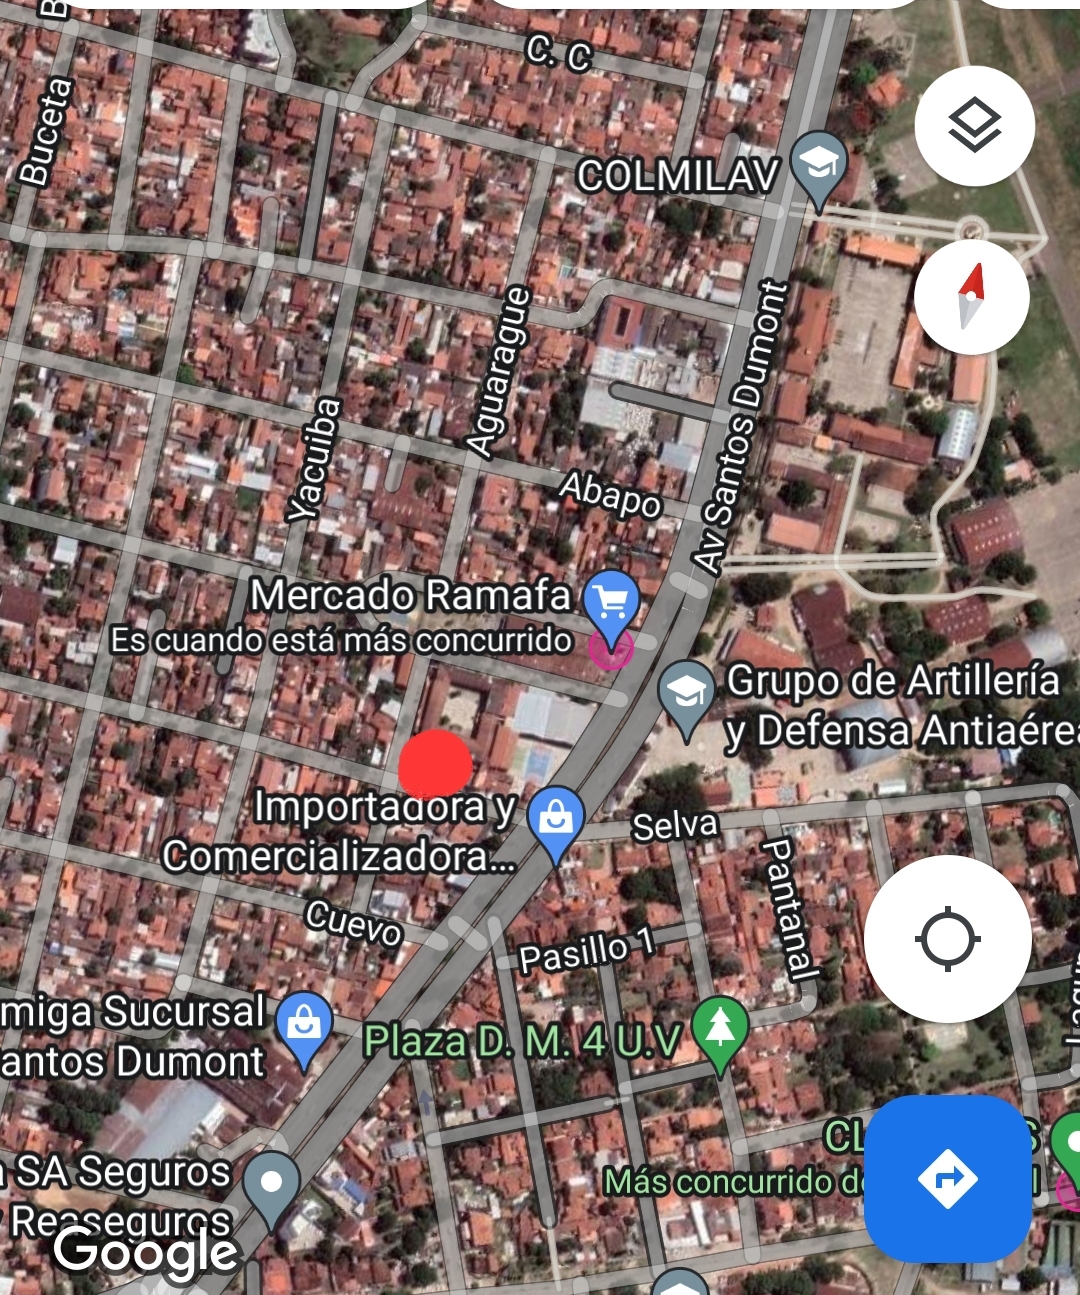 Buceta
C. C
COLMILAV
Aguarague
Av Santos Dumont
Yacuiba
Abapo
Mercado Ramafa
Es cuando está más concurrido
Grupo de Artillería
y Defensa Antiaére
Importadora y
Comercializadora...
Selva
Pantanal
Cuevo
Pasillo 1
miga Sucursal
antos Dumont
Plaza D. M. 4 U.V
CL
S
Más concurrido d
a SA Seguros
y Reaseguros
Google